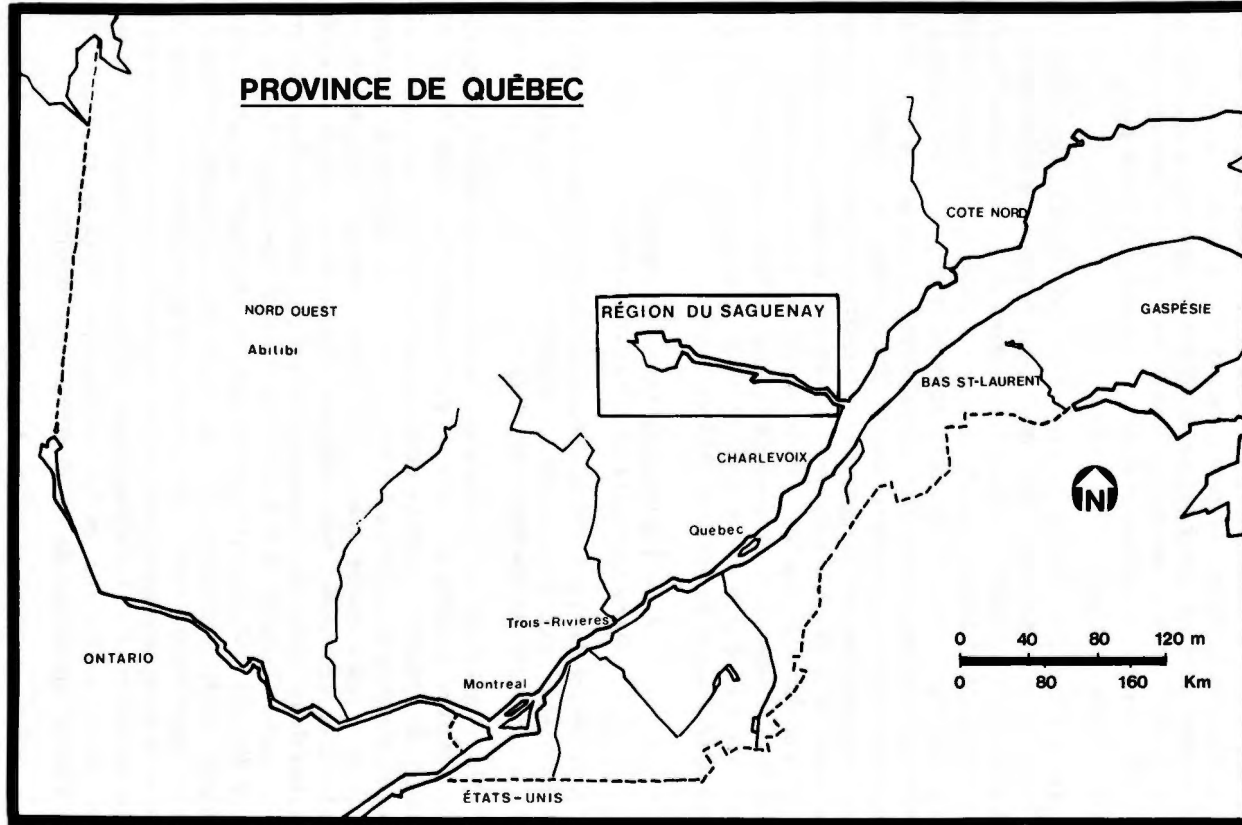 PROVINCE DE QUÉBEC
COTE NORD
NORD OUEST
RÉGION DU SAGUENAY
GASPÉSIE
Abitibi
BAS ST-LAURENT
CHARLEVOIX
N
Quebec
Trois-Rivieres
0 40 80 120 m
ONTARIO
Montreal
0 80 160 Km
ÉTATS-UNIS